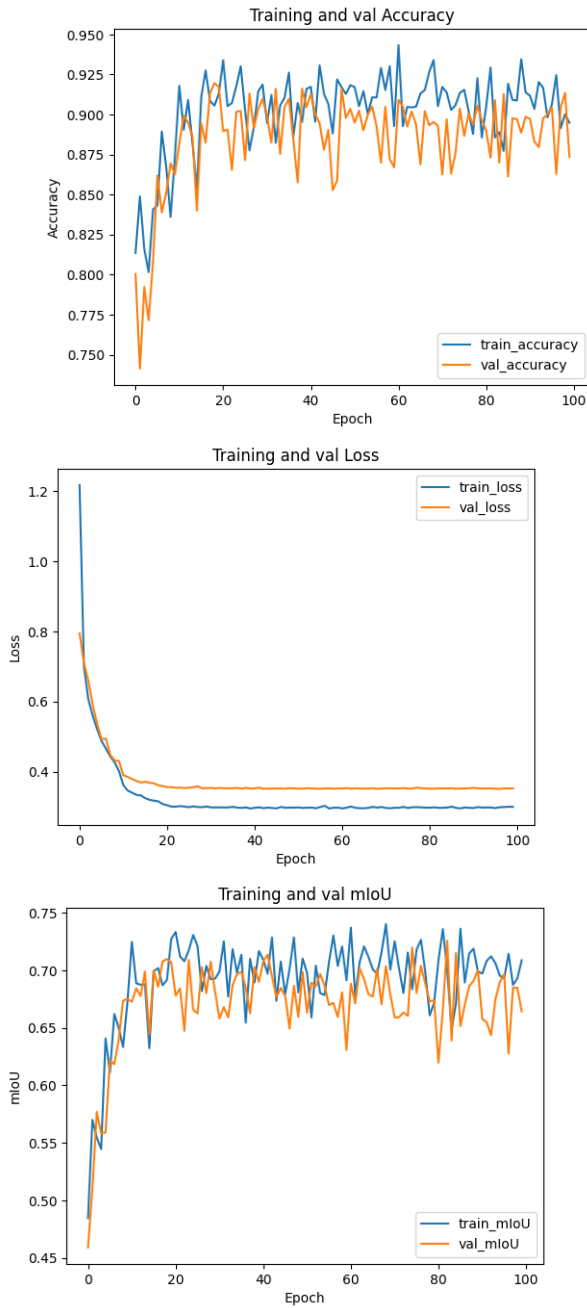 Training and val Accuracy
0.950
0.925
0.900
0.875
0.850
0.825
0.800
0.775
0.750
Accuracy
train_accuracy
val_accuracy
0 20 40 60 80 100
Epoch
Training and val Loss
1.2
1.0
0.8
0.6
0.4
Loss
train_loss
val_loss
0 20 40 60 80 100
Epoch
Training and val mIoU
0.75
0.70
0.65
0.60
0.55
0.50
0.45
mIoU
train_mIoU
val_mIoU
0 20 40 60 80 100
Epoch